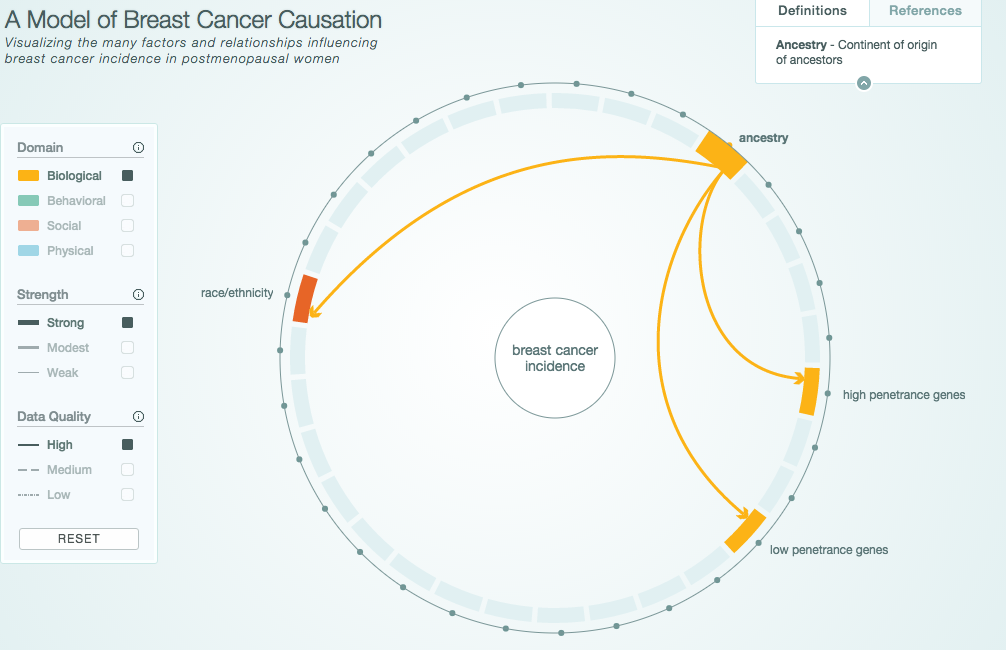 A Model of Breast Cancer Causation
Visualizing the many factors and relationships influencing
breast cancer incidence in postmenopausal women
Definitions
References
Ancestry - Continent of origin
of ancestors
Domain
Biological
Behavioral
Social
Physical
Strength
Strong
Modest
Weak
Data Quality
High
Medium
Low
RESET
ancestry
race/ethnicity
breast cancer
incidence
high penetrance genes
low penetrance genes